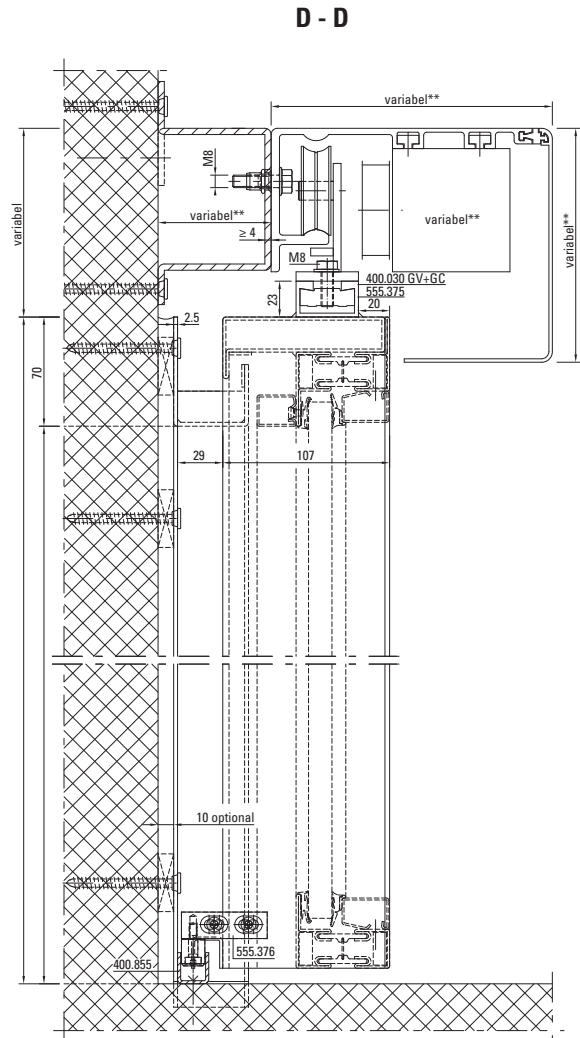 D - D
variabel**
variabel
M8
variabel**
variabel**
variabel**
≥ 4
M8
400.030 GV+GC
555.375
23
20
2.5
70
29
107
10 optional
555.376
400.855